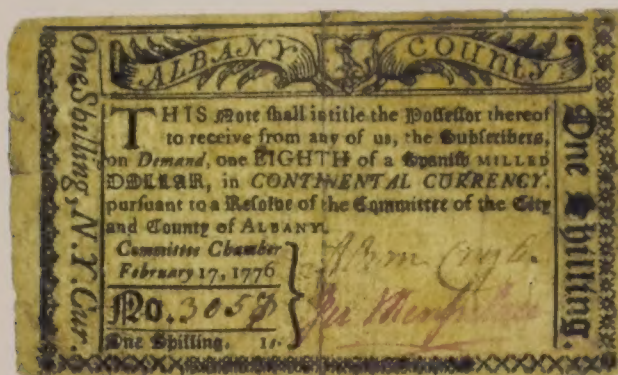 ALBANY County
One Shilling, N. Y. Cur.
THIS Note shall intitle the Possessor thereof
to receive from any of us, the Subscribers,
on Demand, one EIGHTH of a Spanish MILLED
DOLLAR, in CONTINENTAL CURRENCY.
pursuant to a Resolve of the Committee of the City
and County of ALBANY.
Committee Chamber
February 17, 1776
No. 3057
One Shilling. 1s.
One Shilling.